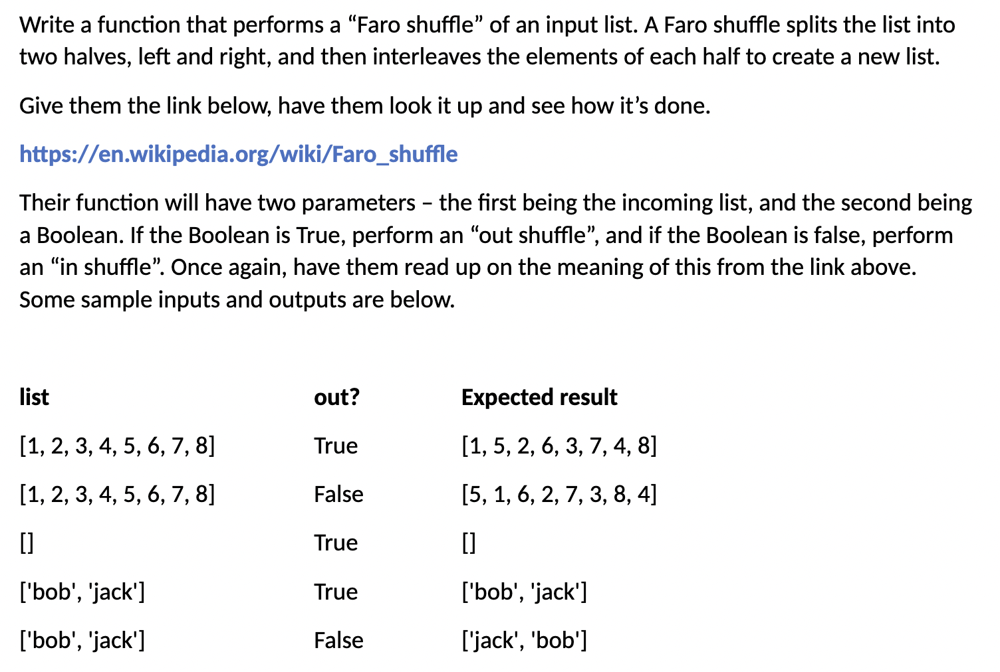 Write a function that performs a “Faro shuffle” of an input list. A Faro shuffle splits the list into
two halves, left and right, and then interleaves the elements of each half to create a new list.
Give them the link below, have them look it up and see how it’s done.
https://en.wikipedia.org/wiki/Faro_shuffle
Their function will have two parameters – the first being the incoming list, and the second being
a Boolean. If the Boolean is True, perform an “out shuffle”, and if the Boolean is false, perform
an “in shuffle”. Once again, have them read up on the meaning of this from the link above.
Some sample inputs and outputs are below.
list out? Expected result
[1, 2, 3, 4, 5, 6, 7, 8] True [1, 5, 2, 6, 3, 7, 4, 8]
[1, 2, 3, 4, 5, 6, 7, 8] False [5, 1, 6, 2, 7, 3, 8, 4]
[] True []
['bob', 'jack'] True ['bob', 'jack']
['bob', 'jack'] False ['jack', 'bob']